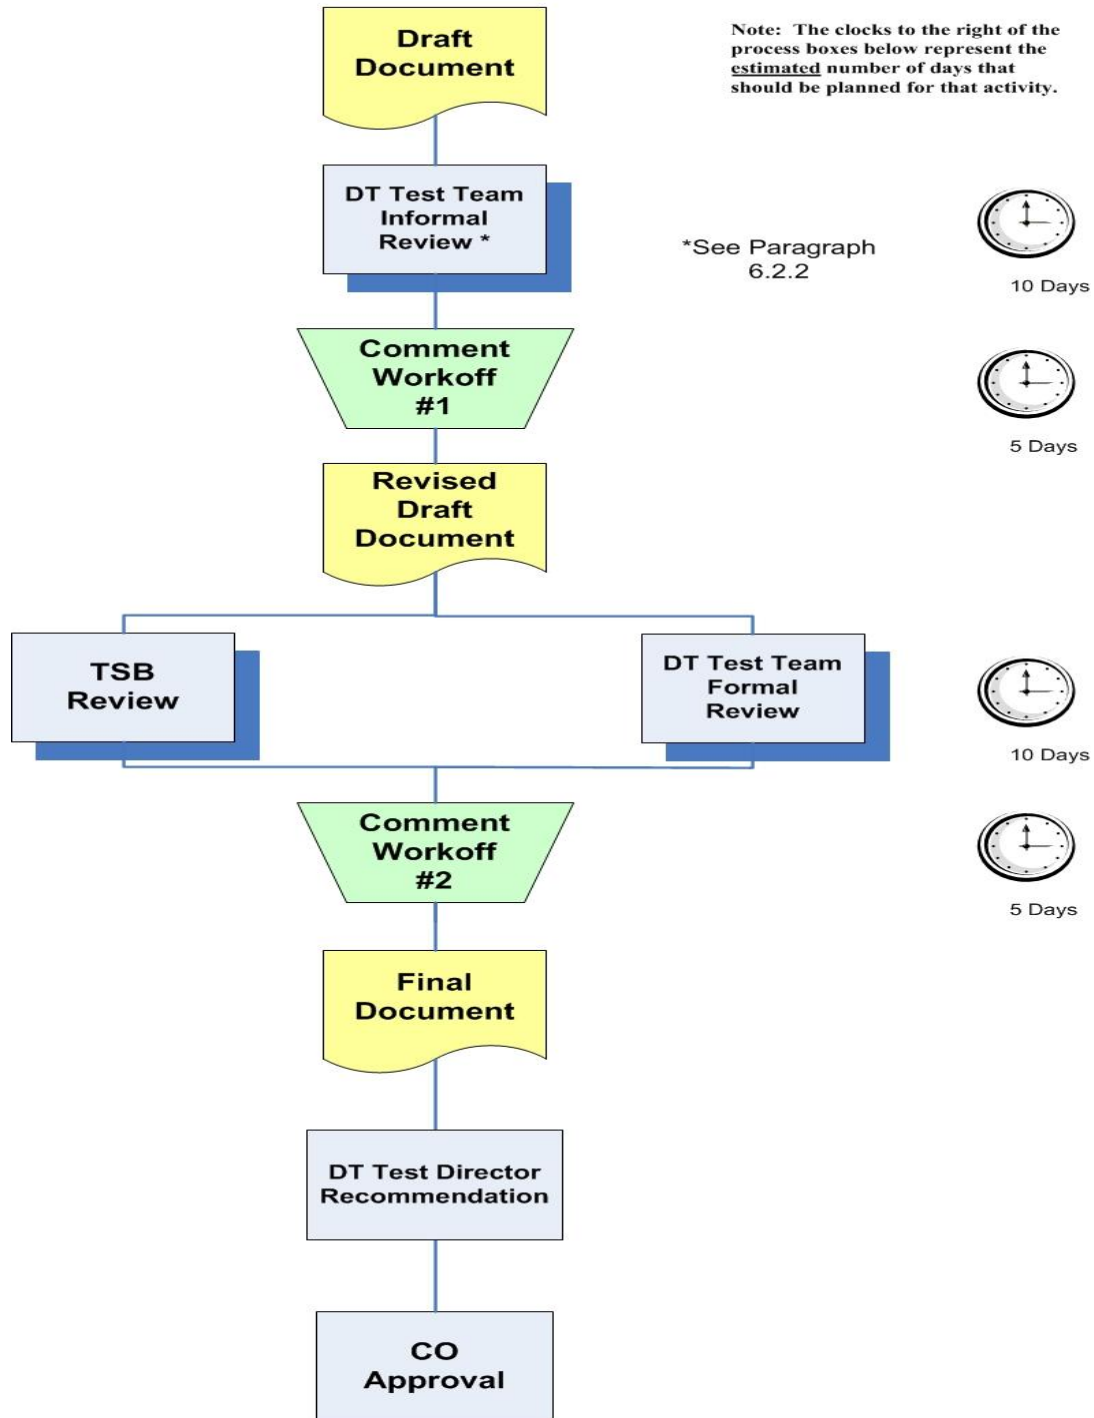 Draft
Document
Note: The clocks to the right of the
process boxes below represent the
estimated number of days that
should be planned for that activity.
DT Test Team
Informal
Review *
*See Paragraph
6.2.2
10 Days
Comment
Workoff
#1
5 Days
Revised
Draft
Document
TSB
Review
DT Test Team
Formal
Review
10 Days
Comment
Workoff
#2
5 Days
Final
Document
DT Test Director
Recommendation
CO
Approval